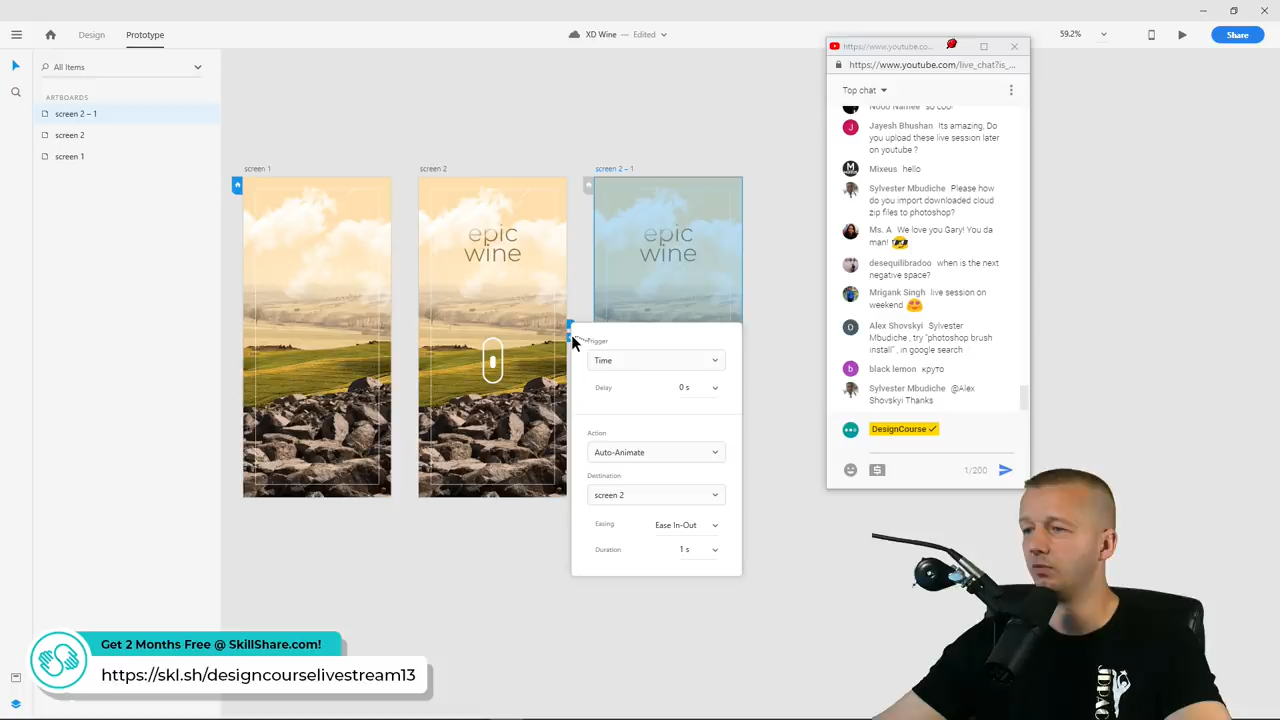 Design
Prototype
XD Wine — Edited
59.2%
Share
All Items
ARTBOARDS
screen 2 – 1
screen 2
screen 1
screen 1
screen 2
screen 2 – 1
epic
wine
epic
wine
Trigger
Time
Delay
0 s
Action
Auto-Animate
Destination
screen 2
Easing
Ease In-Out
Duration
1 s
https://www.youtube.co...
https://www.youtube.com/live_chat?is_...
Top chat
Jayesh Bhushan Its amazing, Do
you upload these live session later
on youtube ?
Mixeus hello
Sylvester Mbudiche Please how
do you import downloaded cloud
zip files to photoshop?
Ms. A We love you Gary! You da
man!
desequilibradoo when is the next
negative space?
Mrigank Singh live session on
weekend
Alex Shovskyi Sylvester
Mbudiche , try "photoshop brush
install" , in google search
black lemon круто
Sylvester Mbudiche @Alex
Shovskyi Thanks
DesignCourse
1/200
Get 2 Months Free @ SkillShare.com!
https://skl.sh/designcourselivestream13